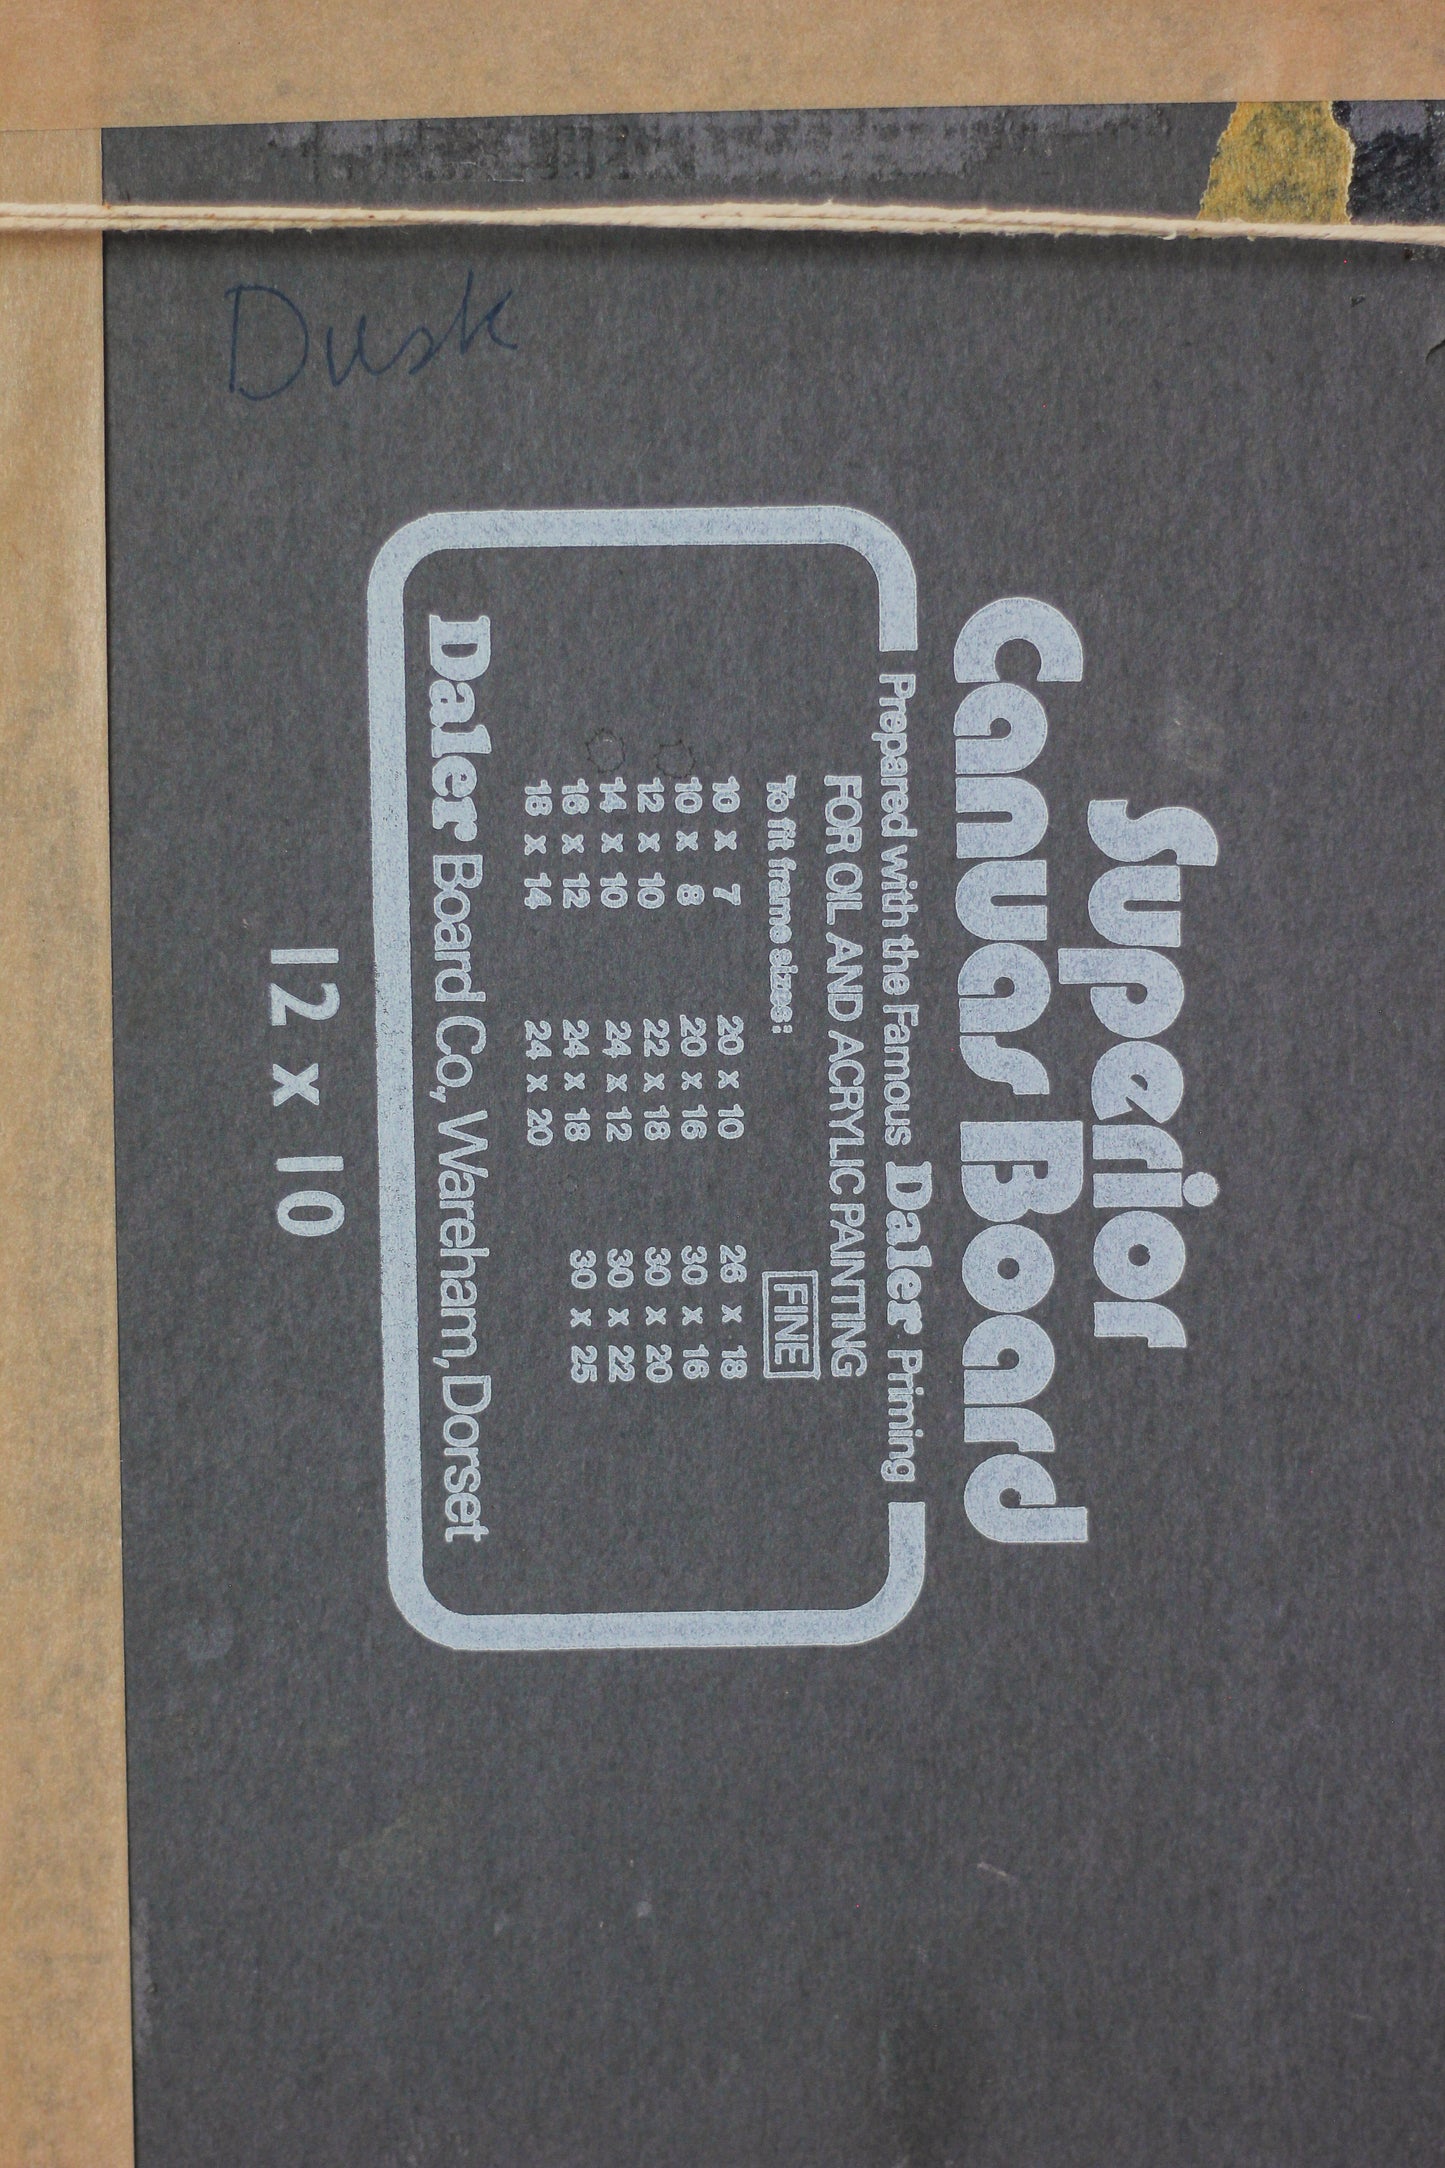 Dusk
Superior
Canvas Board
Prepared with the Famous Daler Priming
FOR OIL AND ACRYLIC PAINTING
To fit frame sizes:
FINE
10 x 7 20 x 10 26 x 18
10 x 8 20 x 16 30 x 16
12 x 10 22 x 18 30 x 20
14 x 10 24 x 12 30 x 22
16 x 12 24 x 18 30 x 25
18 x 14 24 x 20
Daler Board Co., Wareham, Dorset
12 x 10